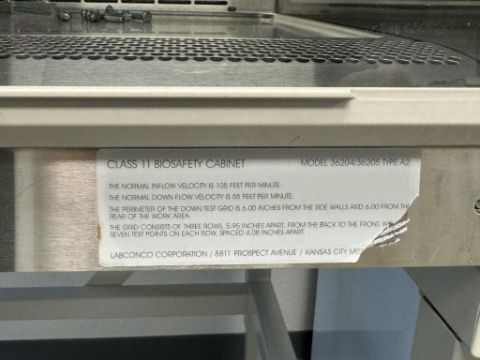 CLASS 11 BIOSAFETY CABINET MODEL 36204/36205 TYPE A2
THE NORMAL INFLOW VELOCITY IS 105 FEET PER MINUTE.
THE NORMAL DOWN FLOW VELOCITY IS 55 FEET PER MINUTE.
THE PERIMETER OF THE DOWN TEST GRID IS 6.00 INCHES FROM THE SIDE WALLS AND 6.00 FROM
REAR OF THE WORK AREA.
THE GRID CONSISTS OF THREE ROWS, 5.95 INCHES APART, FROM THE BACK TO THE FRONT,
SEVEN TEST POINTS ON EACH ROW, SPACED 4.08 INCHES APART.
LABCONCO CORPORATION / 8811 PROSPECT AVENUE / KANSAS CITY